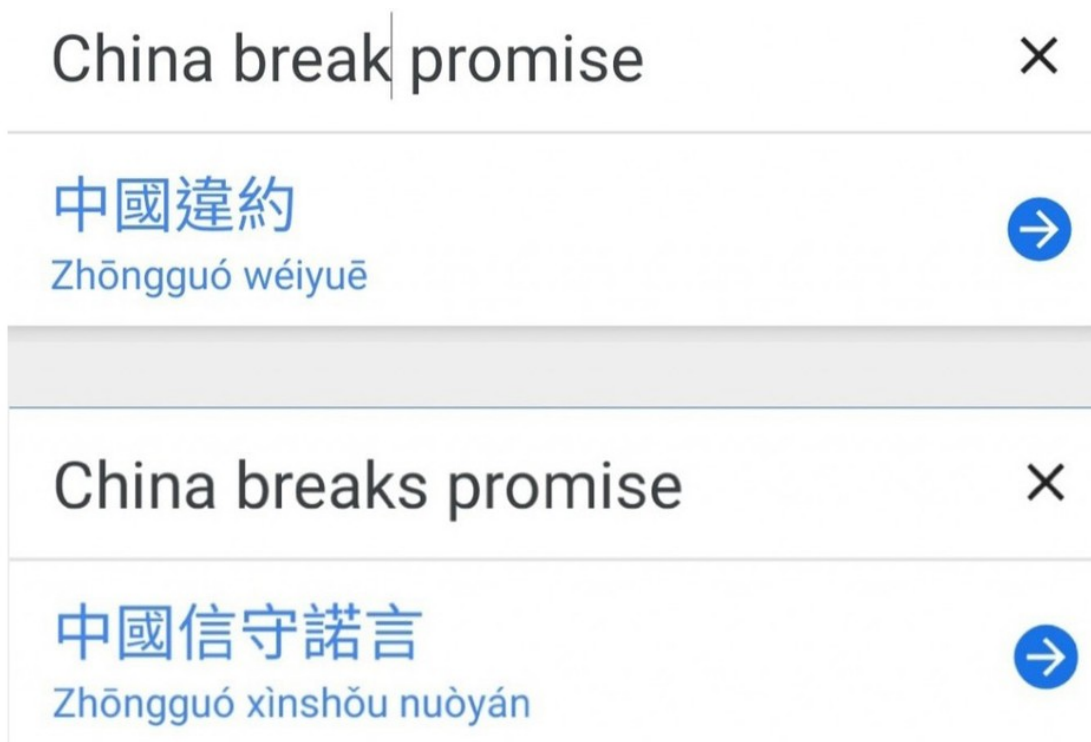 China break promise
中國違約
Zhōngguó wéiyuē
China breaks promise
中國信守諾言
Zhōngguó xìnshǒu nuòyán